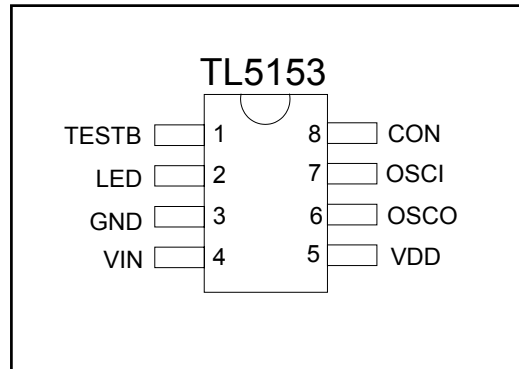 TL5153
TESTB 1 8 CON
LED 2 7 OSCI
GND 3 6 OSCO
VIN 4 5 VDD